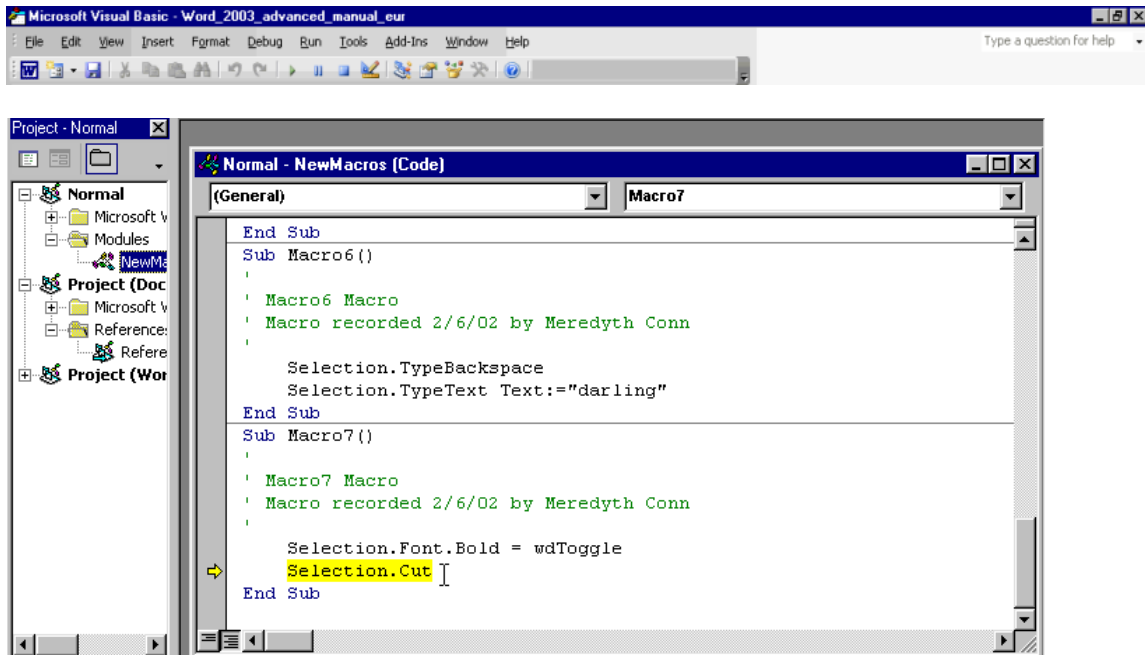 Microsoft Visual Basic - Word_2003_advanced_manual_eur
File Edit View Insert Format Debug Run Tools Add-Ins Window Help
Type a question for help
Project - Normal
Normal
Microsoft V
Modules
NewMa
Project (Doc
Microsoft V
Reference:
Refere
Project (Wor
Normal - NewMacros (Code)
(General) Macro7
End Sub
Sub Macro6()
'
' Macro6 Macro
' Macro recorded 2/6/02 by Meredyth Conn
'
Selection.TypeBackspace
Selection.TypeText Text:="darling"
End Sub
Sub Macro7()
'
' Macro7 Macro
' Macro recorded 2/6/02 by Meredyth Conn
'
Selection.Font.Bold = wdToggle
Selection.Cut
End Sub